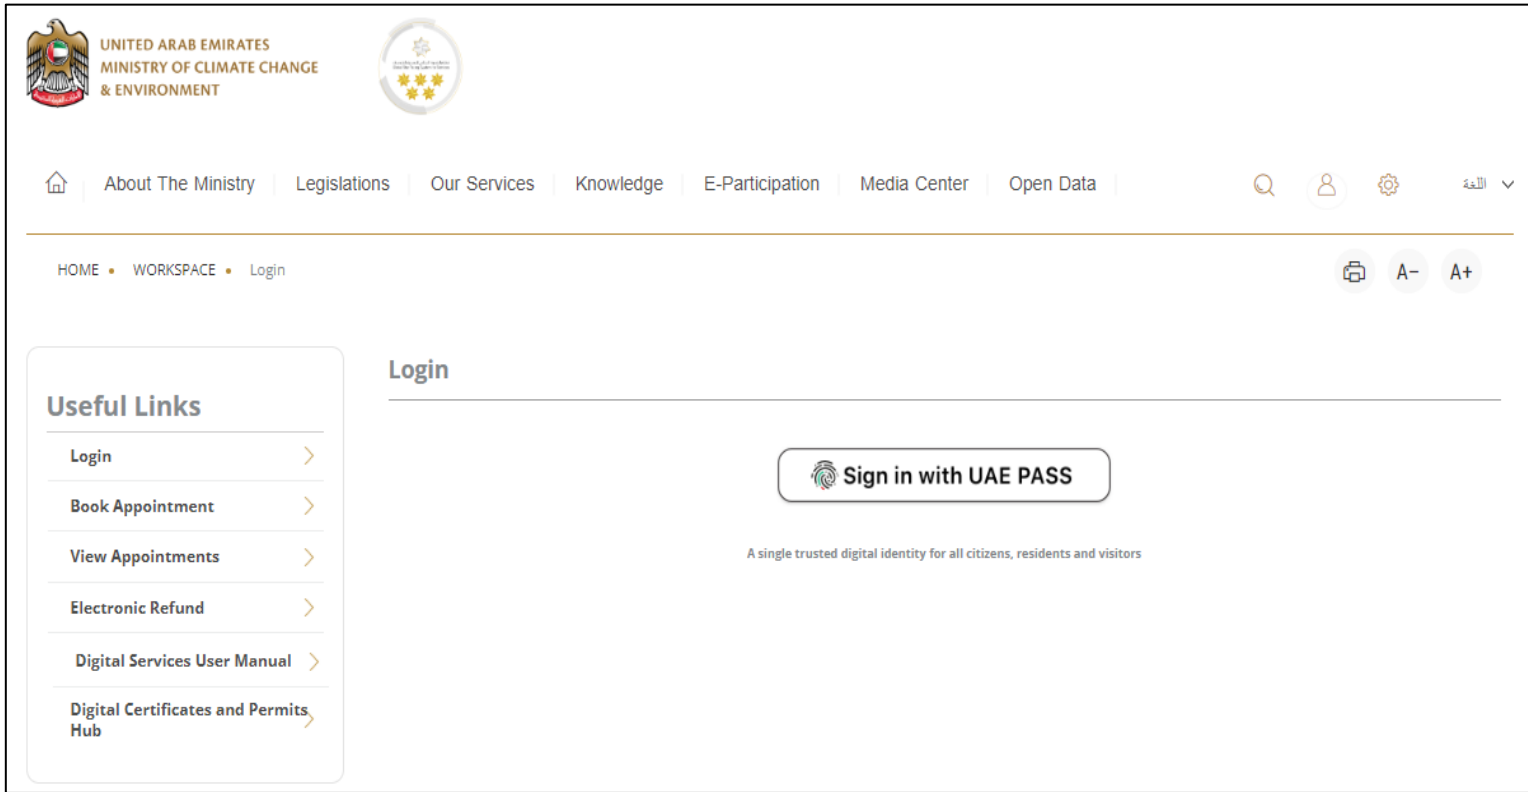 UNITED ARAB EMIRATES
MINISTRY OF CLIMATE CHANGE
& ENVIRONMENT
About The Ministry
Legislations
Our Services
Knowledge
E-Participation
Media Center
Open Data
اللغة
HOME • WORKSPACE • Login
A−
A+
Useful Links
Login
Book Appointment
View Appointments
Electronic Refund
Digital Services User Manual
Digital Certificates and Permits
Hub
Login
Sign in with UAE PASS
A single trusted digital identity for all citizens, residents and visitors